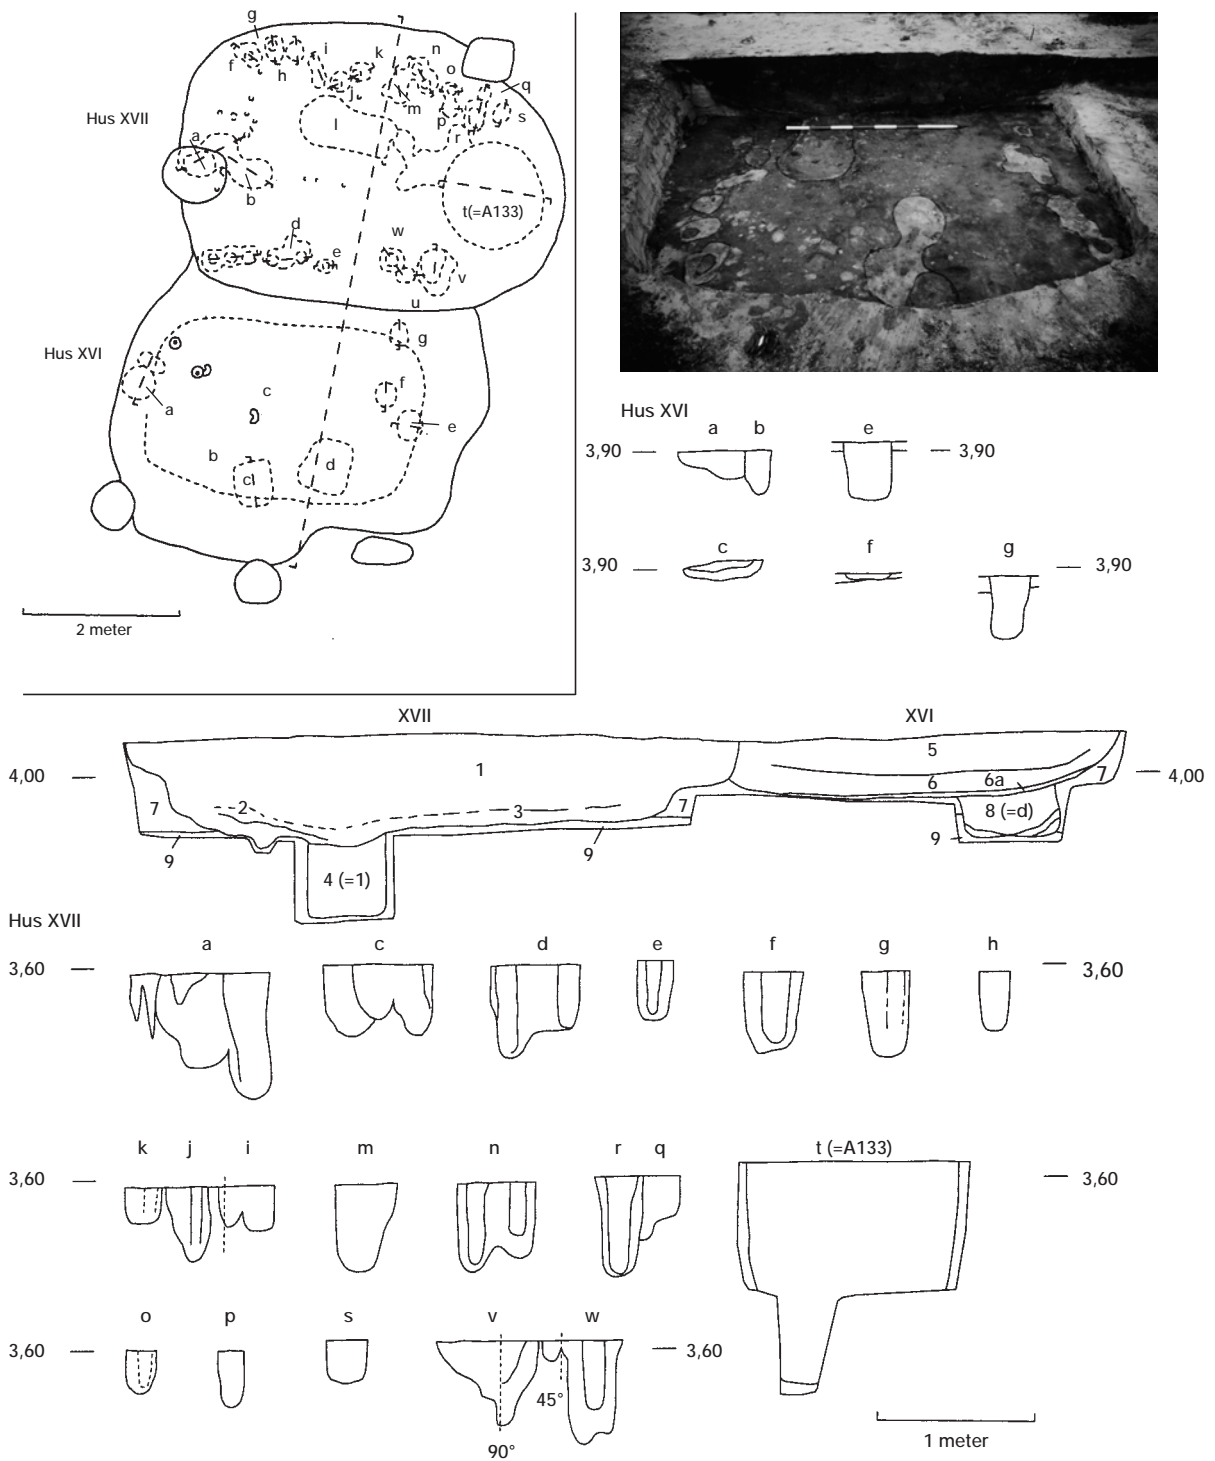 g
i
k
n
f
h
j
o
q
m
p
s
r
l
Hus XVII
a
b
t(=A133)
d
w
e
v
u
Hus XVI
g
c
f
a
e
b
d
c
2 meter
Hus XVI
a b e
3,90 3,90
c f g
3,90 3,90
XVII XVI
4,00 4,00
1
5
6 6a
7 2 3 7 7
8 (=d)
9 9 9
4 (=1)
Hus XVII
a c d e f g h
3,60 3,60
k j i m n r q t (=A133)
3,60 3,60
o p s v w
3,60 3,60
45°
90°
1 meter